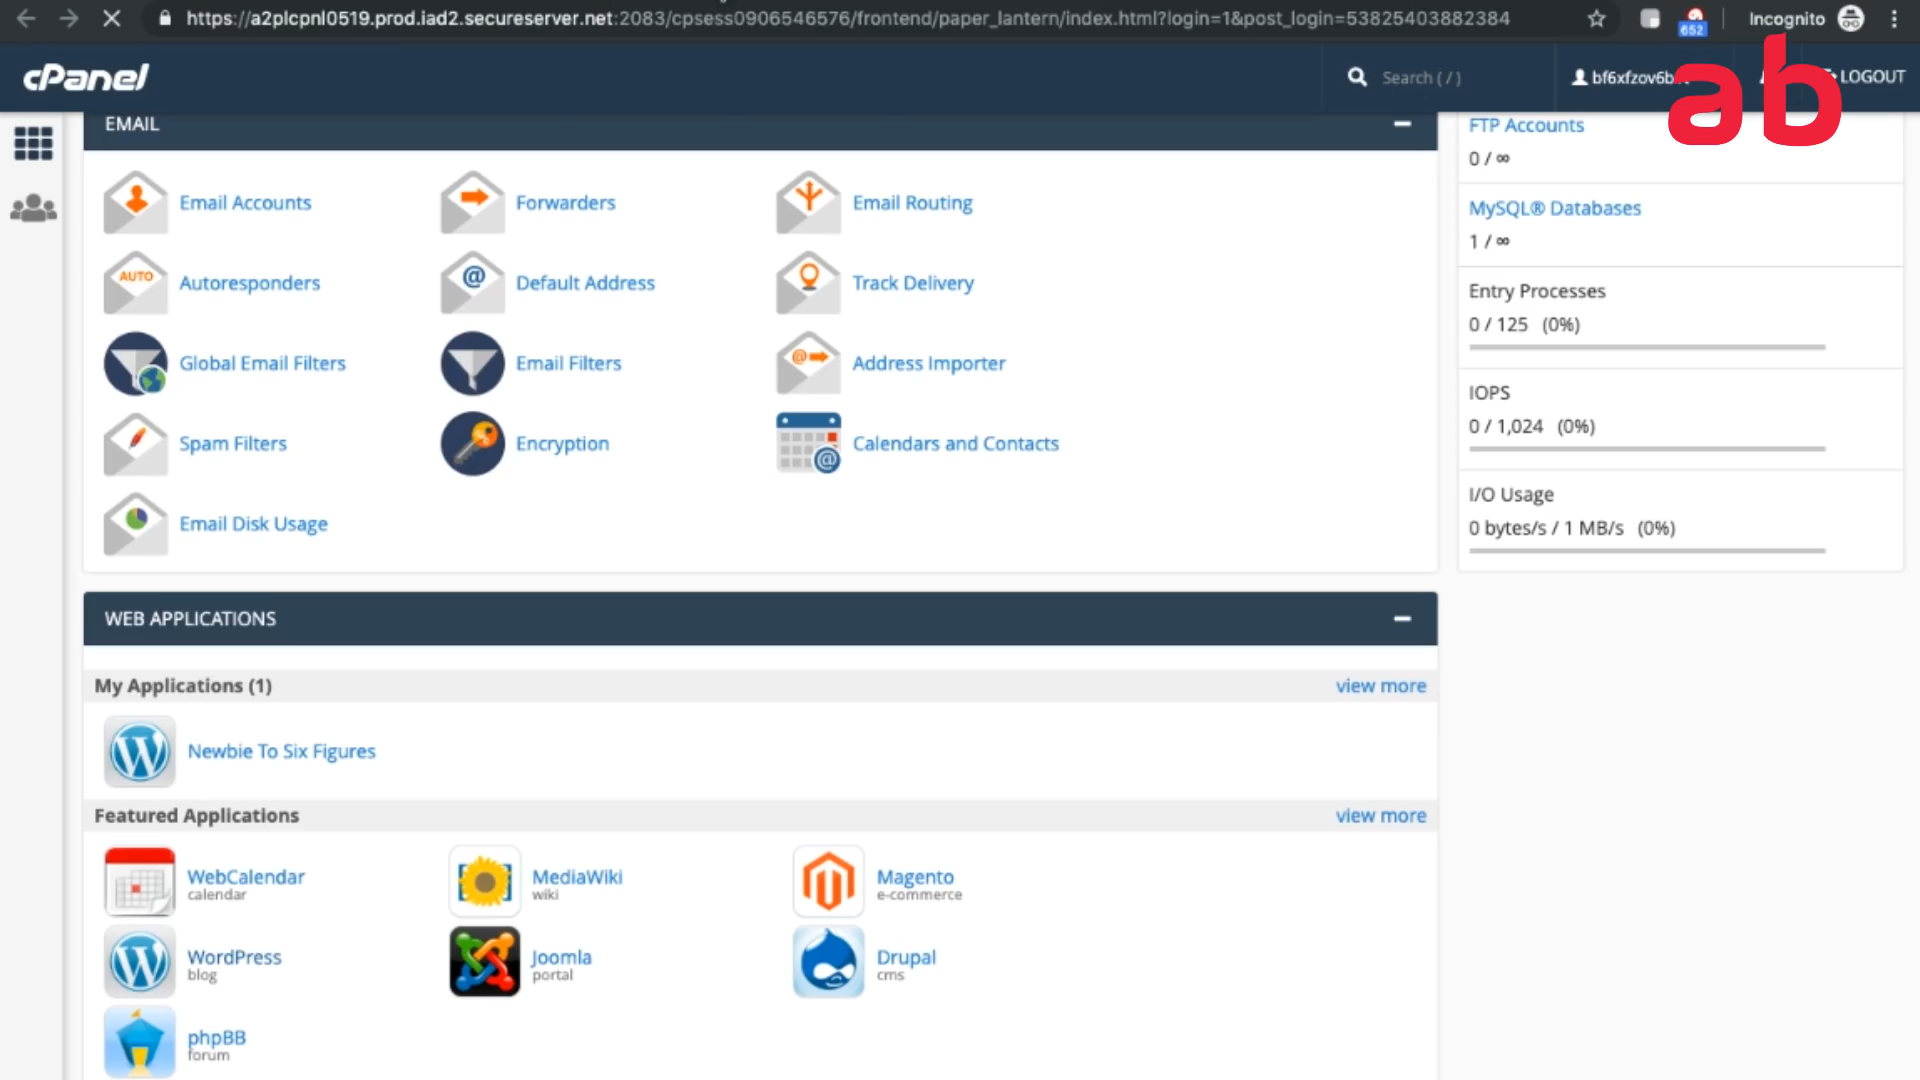 https://a2plcpnl0519.prod.iad2.secureserver.net:2083/cpsess0906546576/frontend/paper_lantern/index.html?login=1&post_login=53825403882384
652
Incognito
cPanel
Search ( / )
LOGOUT
ab
EMAIL
Email Accounts
Forwarders
Email Routing
AUTO
Autoresponders
@
Default Address
Track Delivery
Global Email Filters
Email Filters
@
Address Importer
Spam Filters
Encryption
@
Calendars and Contacts
Email Disk Usage
FTP Accounts
0 / ∞
MySQL® Databases
1 / ∞
Entry Processes
0 / 125 (0%)
IOPS
0 / 1,024 (0%)
I/O Usage
0 bytes/s / 1 MB/s (0%)
WEB APPLICATIONS
My Applications (1)
view more
Newbie To Six Figures
Featured Applications
view more
WebCalendar
calendar
MediaWiki
wiki
Magento
e-commerce
WordPress
blog
Joomla
portal
Drupal
cms
phpBB
forum